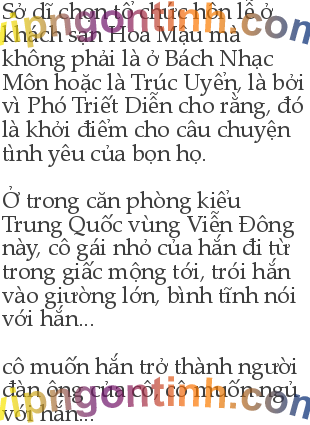 Sở dĩ chọn tổ chức hôn lễ ở
khách sạn Hoa Mậu mà
không phải là ở Bách Nhạc
Môn hoặc là Trúc Uyển, là bởi
vì Phó Triết Diễn cho rằng, đó
là khởi điểm cho câu chuyện
tình yêu của bọn họ.
Ở trong căn phòng kiểu
Trung Quốc vùng Viễn Đông
này, cô gái nhỏ của hắn đi từ
trong giấc mộng tới, trói hắn
vào giường lớn, bình tĩnh nói
với hắn...
cô muốn hắn trở thành người
đàn ông của cô, cô muốn ngủ
với hắn...
vipngontinh.com
vipngontinh.com